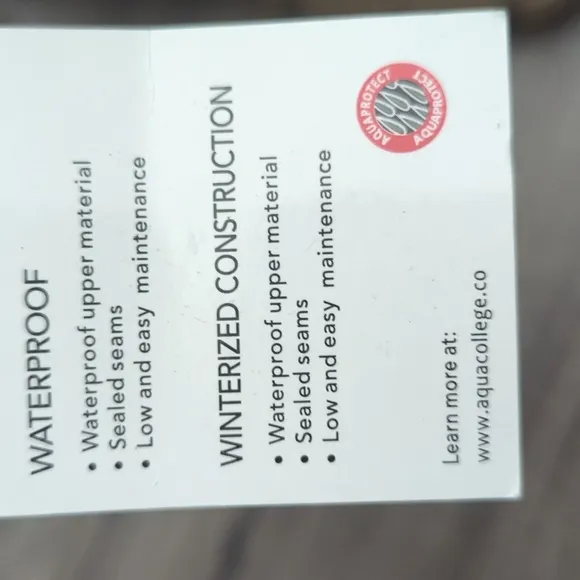 WATERPROOF
• Waterproof upper material
• Sealed seams
• Low and easy maintenance
WINTERIZED CONSTRUCTION
• Waterproof upper material
• Sealed seams
• Low and easy maintenance
AQUAPROTECT
AQUAPROTECT
Learn more at:
www.aquacollege.co